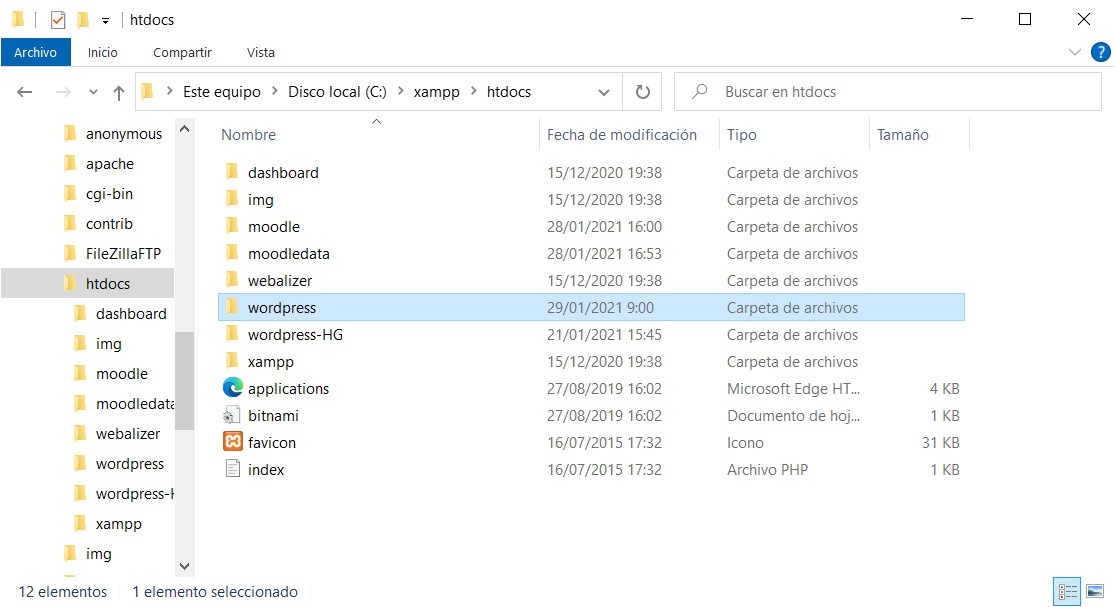 htdocs
Archivo Inicio Compartir Vista
Este equipo > Disco local (C:) > xampp > htdocs
Buscar en htdocs
anonymous
apache
cgi-bin
contrib
FileZillaFTP
htdocs
dashboard
img
moodle
moodledata
webalizer
wordpress
wordpress-H
xampp
img
Nombre Fecha de modificación Tipo Tamaño
dashboard 15/12/2020 19:38 Carpeta de archivos
img 15/12/2020 19:38 Carpeta de archivos
moodle 28/01/2021 16:00 Carpeta de archivos
moodledata 28/01/2021 16:53 Carpeta de archivos
webalizer 15/12/2020 19:38 Carpeta de archivos
wordpress 29/01/2021 9:00 Carpeta de archivos
wordpress-HG 21/01/2021 15:45 Carpeta de archivos
xampp 15/12/2020 19:38 Carpeta de archivos
applications 27/08/2019 16:02 Microsoft Edge HT... 4 KB
bitnami 27/08/2019 16:02 Documento de hoj... 1 KB
favicon 16/07/2015 17:32 Icono 31 KB
index 16/07/2015 17:32 Archivo PHP 1 KB
12 elementos 1 elemento seleccionado